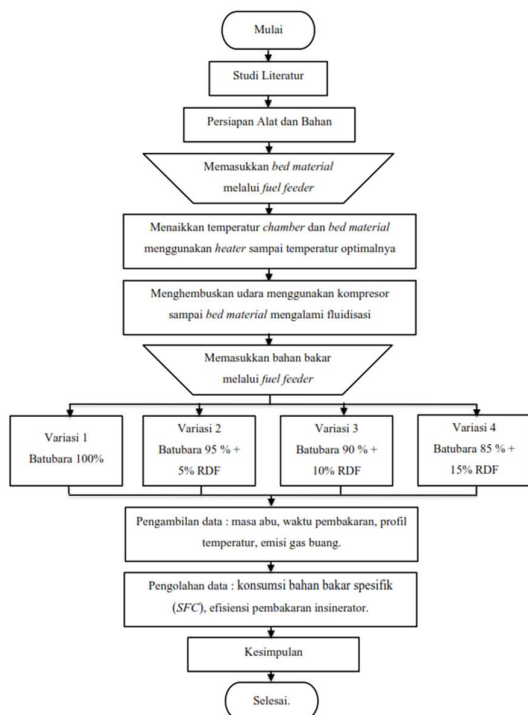 Mulai
Studi Literatur
Persiapan Alat dan Bahan
Memasukkan bed material
melalui fuel feeder
Menaikkan temperatur chamber dan bed material
menggunakan heater sampai temperatur optimalnya
Menghembuskan udara menggunakan kompresor
sampai bed material mengalami fluidisasi
Memasukkan bahan bakar
melalui fuel feeder
Variasi 1
Batubara 100%
Variasi 2
Batubara 95 % +
5% RDF
Variasi 3
Batubara 90 % +
10% RDF
Variasi 4
Batubara 85 % +
15% RDF
Pengambilan data : masa abu, waktu pembakaran, profil
temperatur, emisi gas buang.
Pengolahan data : konsumsi bahan bakar spesifik
(SFC), efisiensi pembakaran insinerator.
Kesimpulan
Selesai.